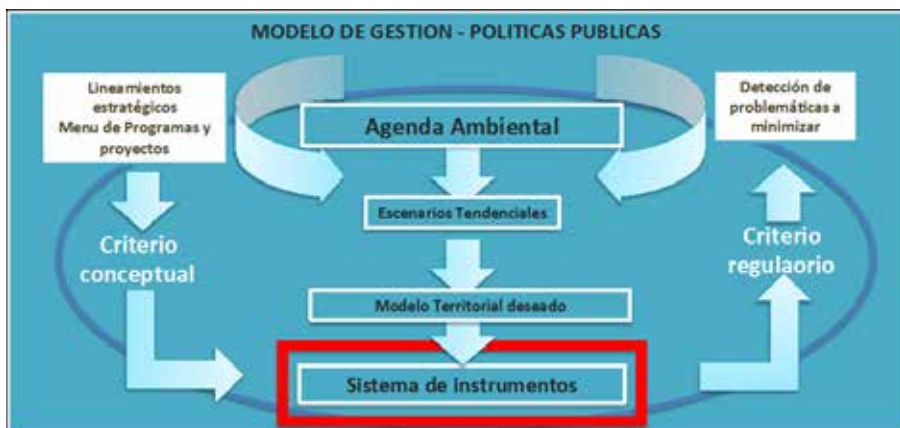 MODELO DE GESTION - POLITICAS PUBLICAS
Lineamientos
estratégicos
Menu de Programas y
proyectos
Agenda Ambiental
Detección de
problemáticas a
minimizar
Escenarios Tendenciales
Criterio
conceptual
Criterio
regulaorio
Modelo Territorial deseado
Sistema de instrumentos